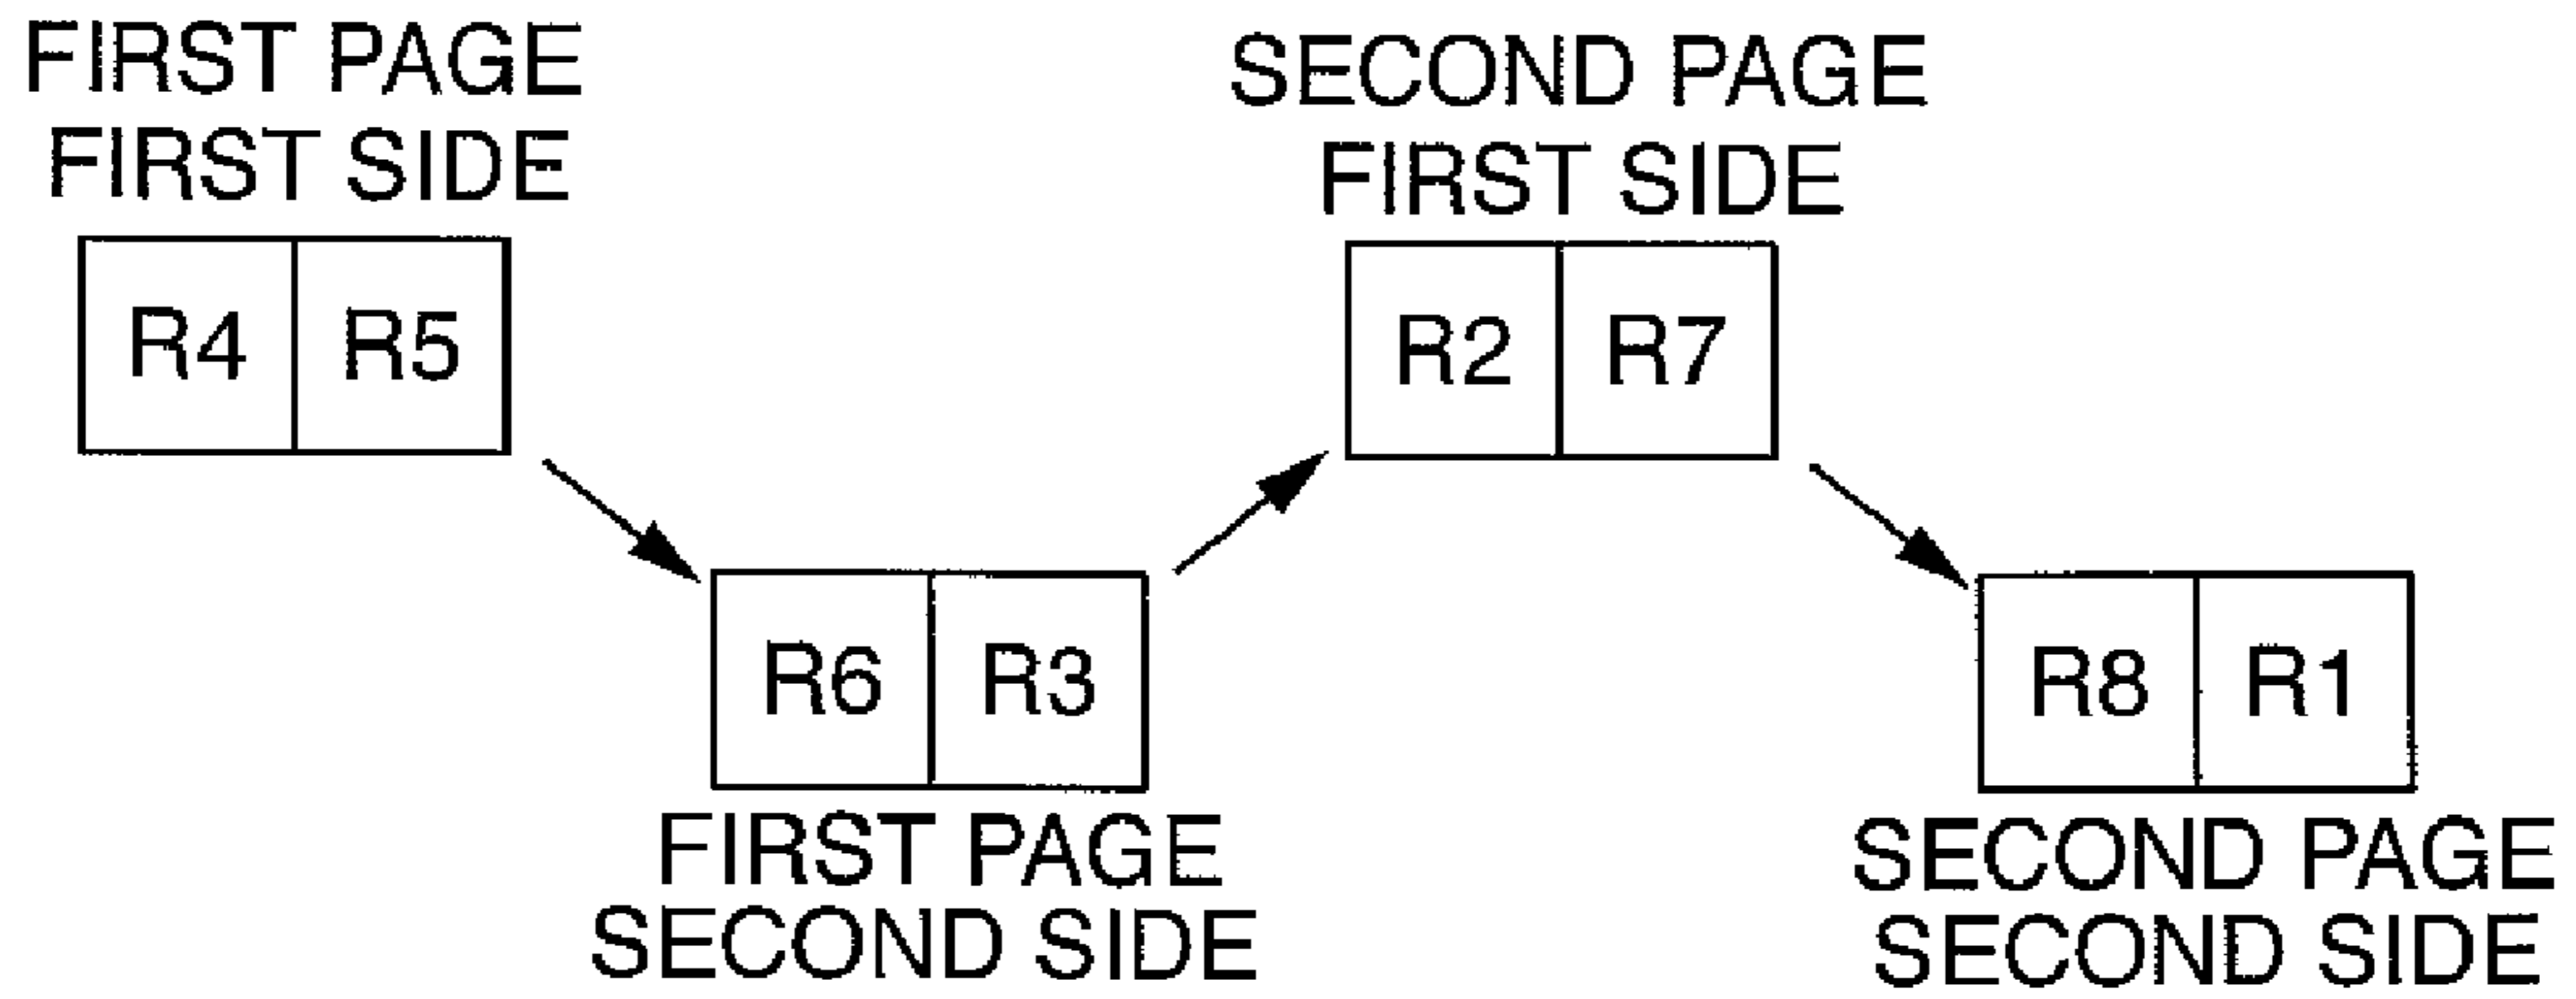 FIRST PAGE
FIRST SIDE
R4 R5
R6 R3
FIRST PAGE
SECOND SIDE
SECOND PAGE
FIRST SIDE
R2 R7
R8 R1
SECOND PAGE
SECOND SIDE